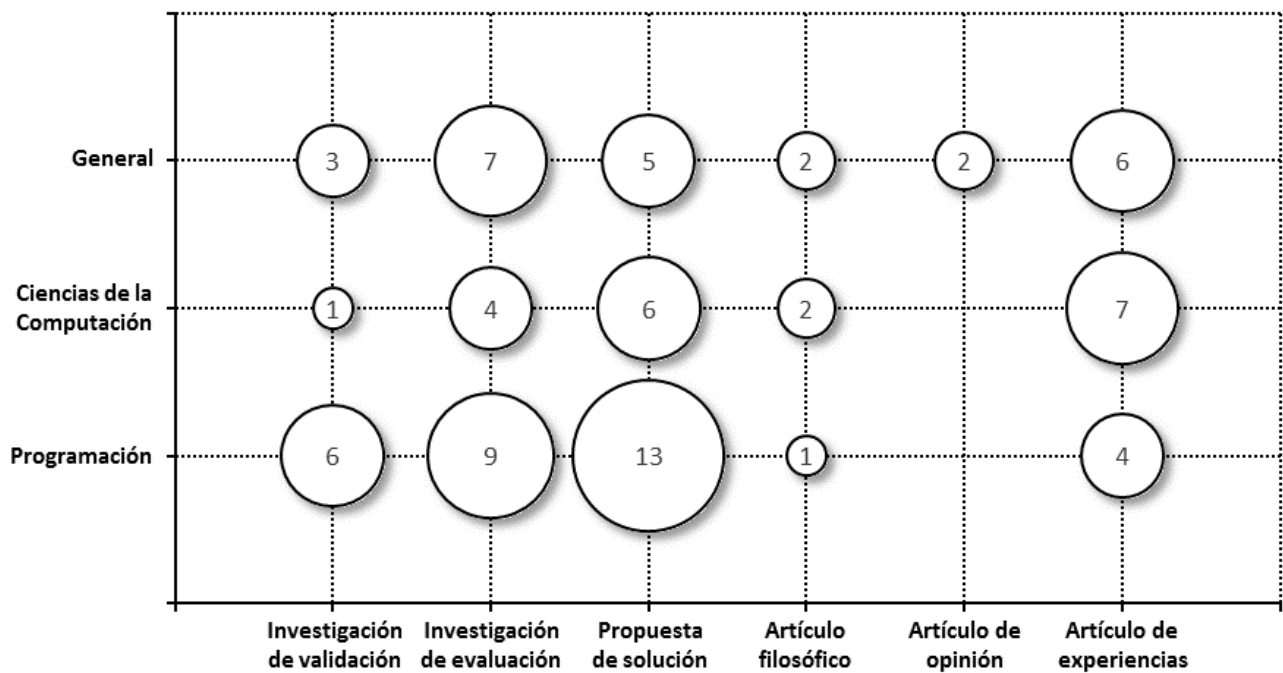 General
3
7
5
2
2
6
Ciencias de la
Computación
1
4
6
2
7
Programación
6
9
13
1
4
Investigación
de validación
Investigación
de evaluación
Propuesta
de solución
Artículo
filosófico
Artículo de
opinión
Artículo de
experiencias